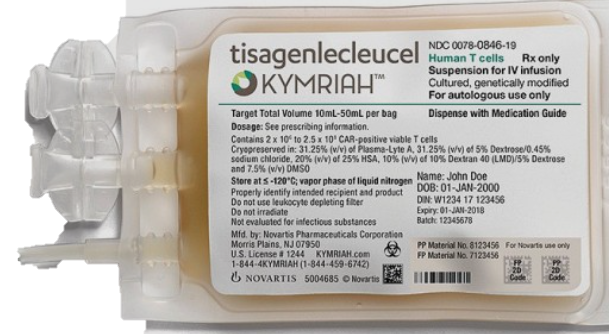 tisagenlecleucel
KYMRIAH™
NDC 0078-0846-19
Human T cells Rx only
Suspension for IV infusion
Cultured, genetically modified
For autologous use only
Target Total Volume 10mL-50mL per bag
Dispense with Medication Guide
Dosage: See prescribing information.
Contains 2 x 10⁶ to 2.5 x 10⁸ CAR-positive viable T cells
Cryopreserved in: 31.25% (v/v) of Plasma-Lyte A, 31.25% (v/v) of 5% Dextrose/0.45%
sodium chloride, 20% (v/v) of 25% HSA, 10% (v/v) of 10% Dextran 40 (LMD)/5% Dextrose
and 7.5% (v/v) DMSO
Store at ≤ -120°C; vapor phase of liquid nitrogen
Properly identify intended recipient and product
Do not use leukocyte depleting filter
Do not irradiate
Not evaluated for infectious substances
Name: John Doe
DOB: 01-JAN-2000
DIN: W1234 17 123456
Expiry: 01-JAN-2018
Batch: 12345678
Mfd. by: Novartis Pharmaceuticals Corporation
Morris Plains, NJ 07950
U.S. License # 1244 KYMRIAH.com
1-844-4KYMRIAH (1-844-459-6742)
NOVARTIS 5004685 © Novartis
PP Material No. 8123456 For Novartis use only
FP Material No. 7123456
FP
2D
Code
PP
2D
Code